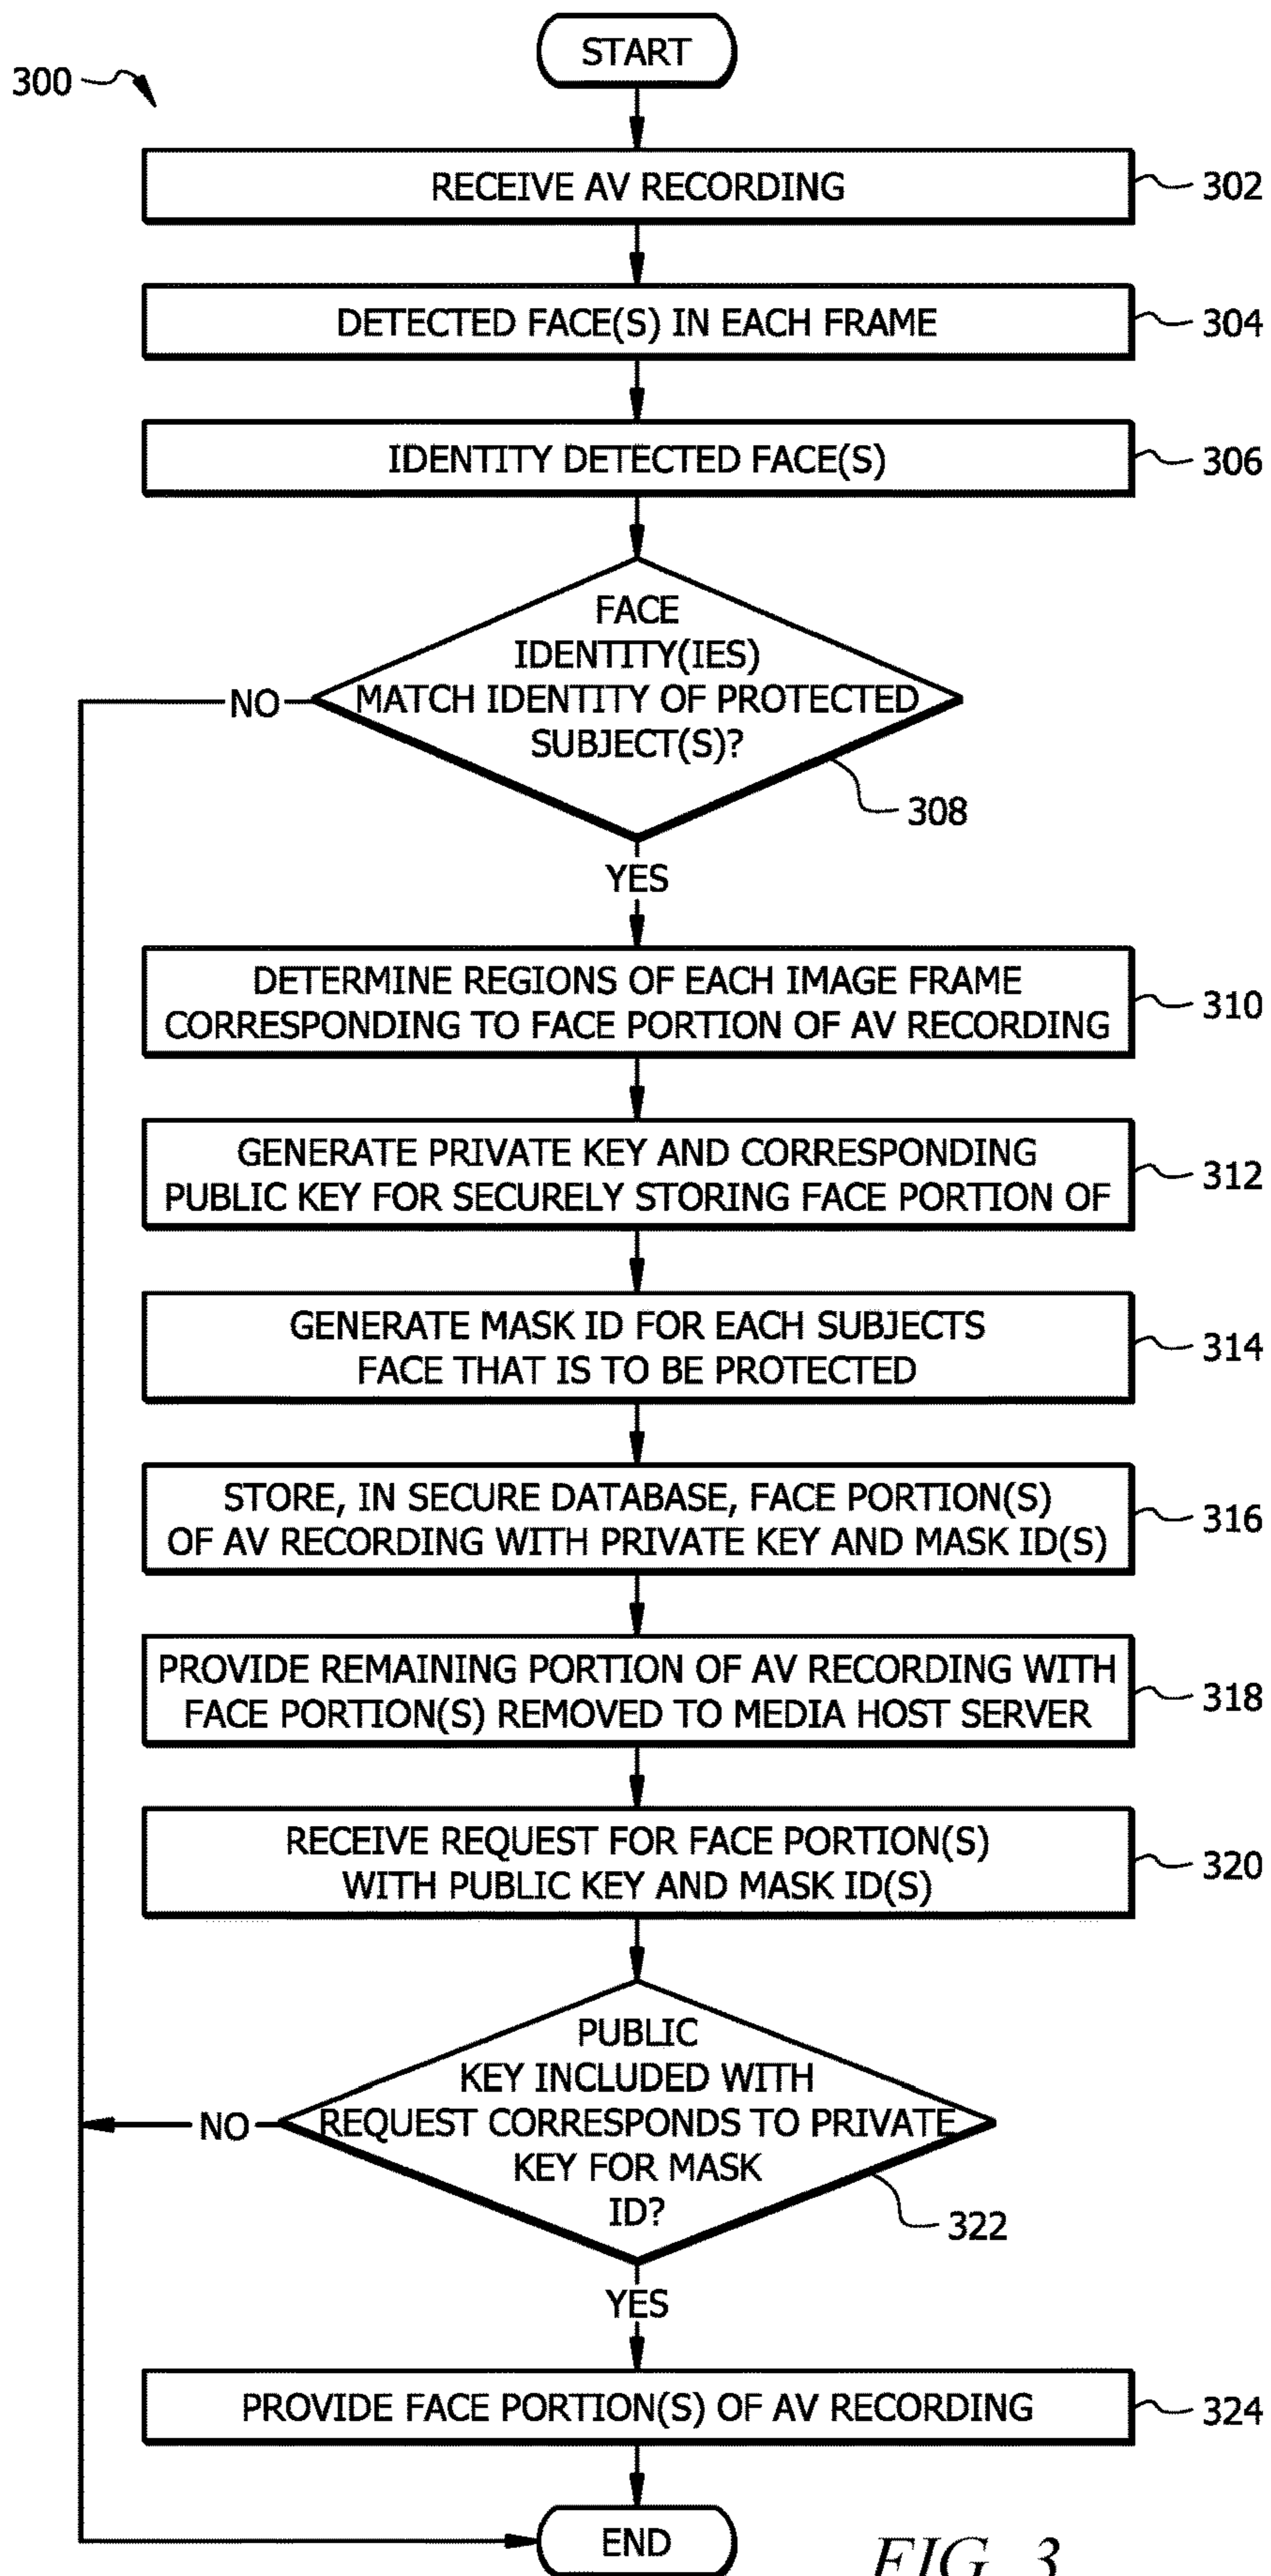 START
300
RECEIVE AV RECORDING
302
DETECTED FACE(S) IN EACH FRAME
304
IDENTITY DETECTED FACE(S)
306
FACE
IDENTITY(IES)
MATCH IDENTITY OF PROTECTED
SUBJECT(S)?
NO
308
YES
DETERMINE REGIONS OF EACH IMAGE FRAME
CORRESPONDING TO FACE PORTION OF AV RECORDING
310
GENERATE PRIVATE KEY AND CORRESPONDING
PUBLIC KEY FOR SECURELY STORING FACE PORTION OF
312
GENERATE MASK ID FOR EACH SUBJECTS
FACE THAT IS TO BE PROTECTED
314
STORE, IN SECURE DATABASE, FACE PORTION(S)
OF AV RECORDING WITH PRIVATE KEY AND MASK ID(S)
316
PROVIDE REMAINING PORTION OF AV RECORDING WITH
FACE PORTION(S) REMOVED TO MEDIA HOST SERVER
318
RECEIVE REQUEST FOR FACE PORTION(S)
WITH PUBLIC KEY AND MASK ID(S)
320
PUBLIC
KEY INCLUDED WITH
REQUEST CORRESPONDS TO PRIVATE
KEY FOR MASK
ID?
NO
322
YES
PROVIDE FACE PORTION(S) OF AV RECORDING
324
END
FIG. 3